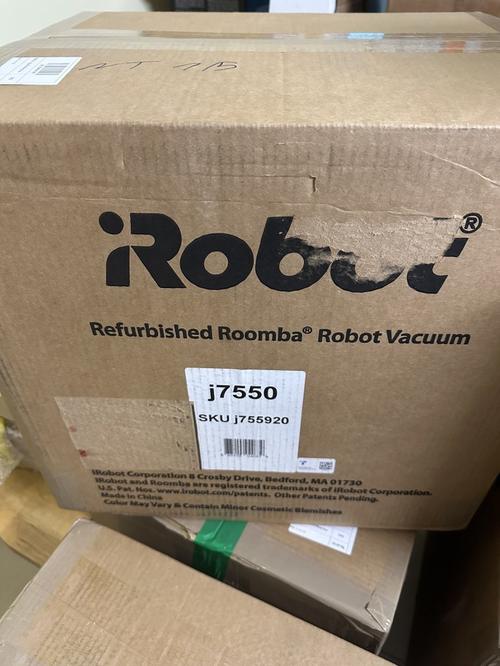 iRobot®
Refurbished Roomba® Robot Vacuum
j7550
SKU j755920
iRobot Corporation 8 Crosby Drive, Bedford, MA 01730
iRobot and Roomba are registered trademarks of iRobot Corporation.
U.S. Pat. Nos. www.irobot.com/patents. Other Patents Pending.
Made in China
Color May Vary & Contain Minor Cosmetic Blemishes